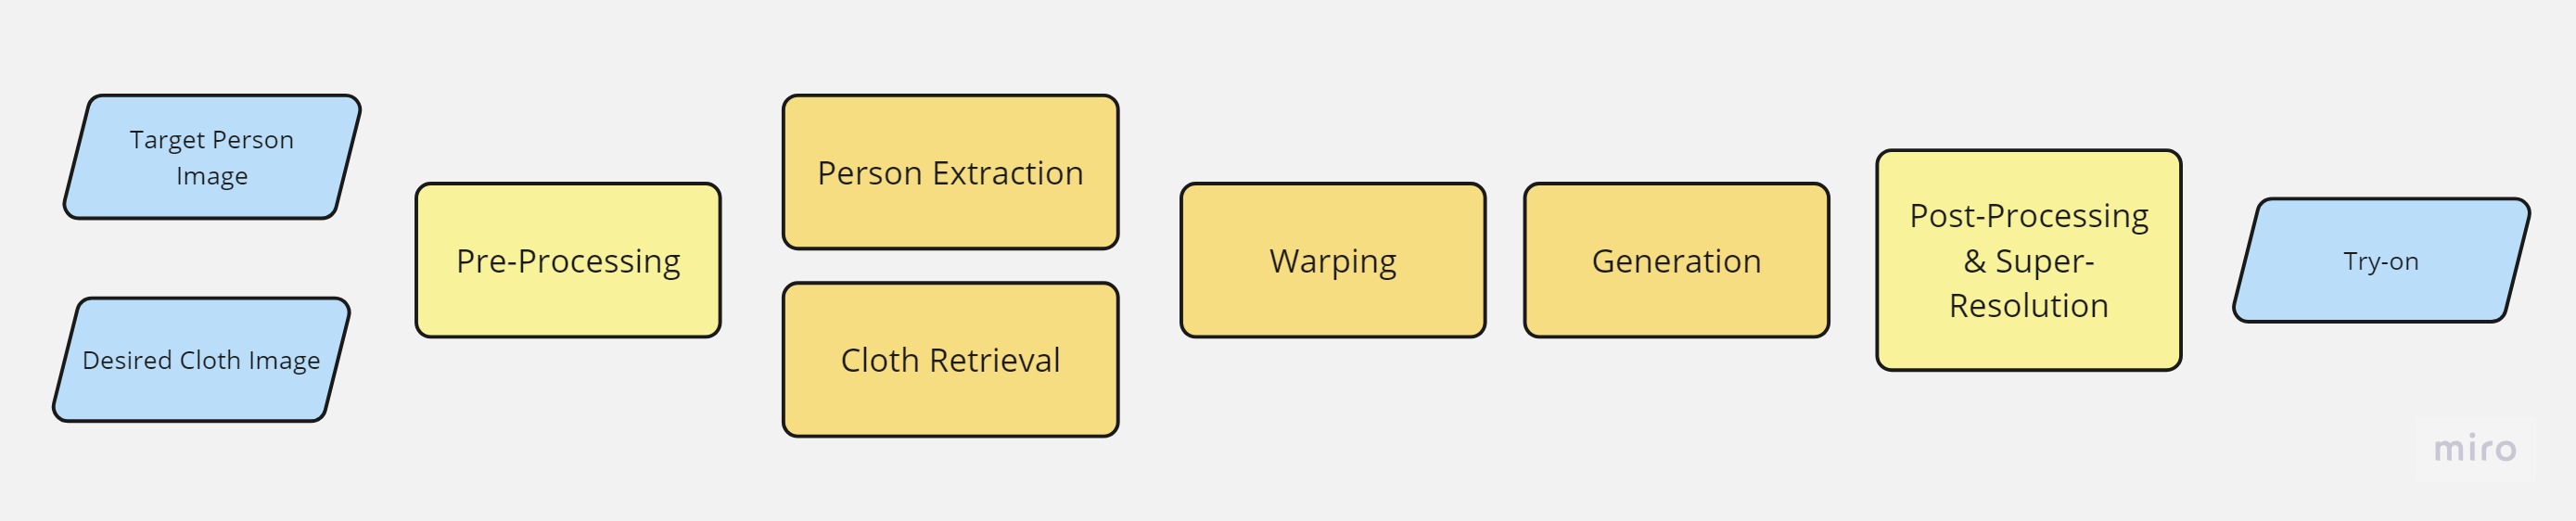 Target Person
Image
Desired Cloth Image
Pre-Processing
Person Extraction
Cloth Retrieval
Warping
Generation
Post-Processing
& Super-
Resolution
Try-on
miro